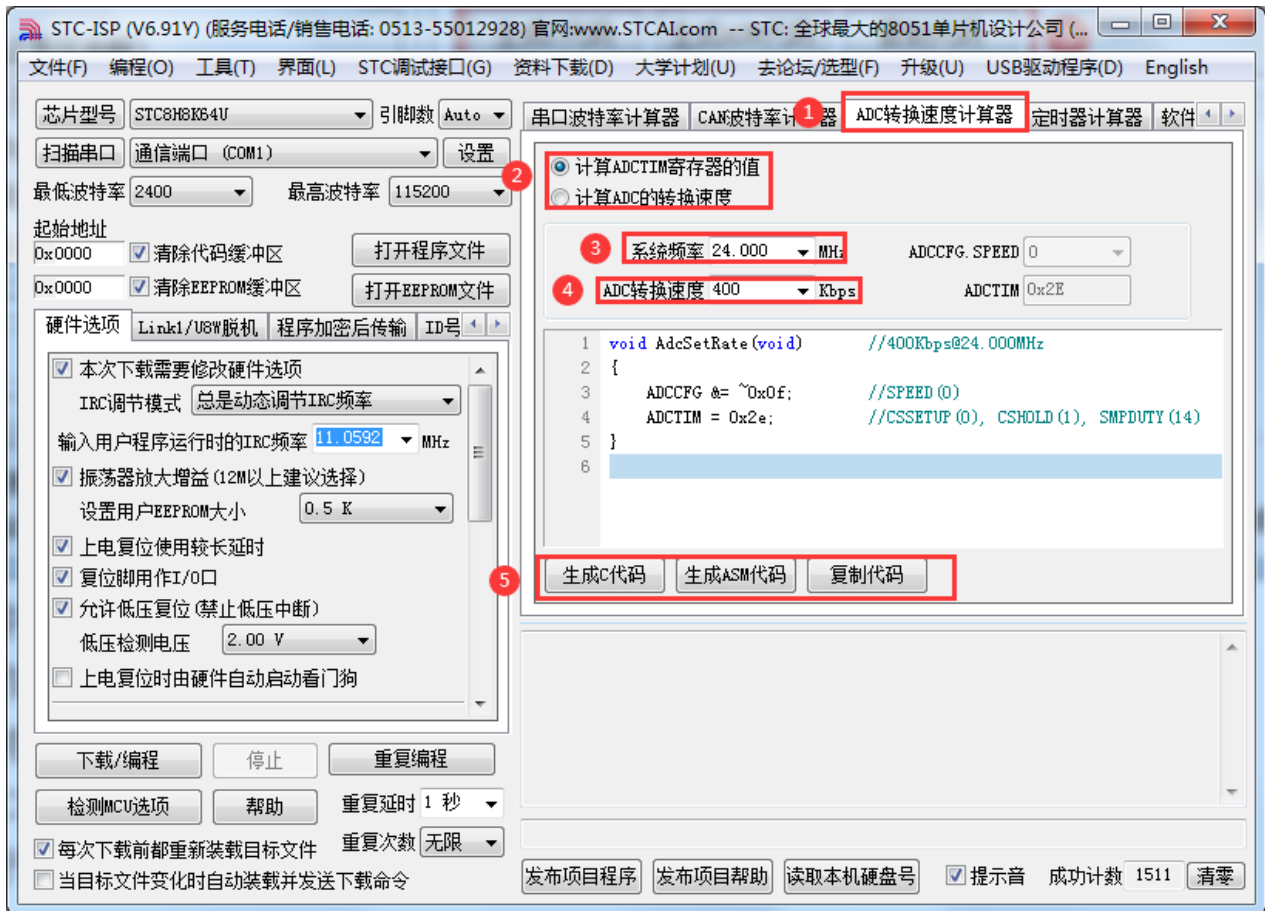 STC-ISP (V6.91Y) (服务电话/销售电话: 0513-55012928) 官网:www.STCAI.com -- STC: 全球最大的8051单片机设计公司 (...
文件(F) 编程(O) 工具(T) 界面(L) STC调试接口(G) 资料下载(D) 大学计划(U) 去论坛/选型(F) 升级(U) USB驱动程序(D) English
芯片型号 STC8H8K64U 引脚数 Auto
扫描串口 通信端口 (COM1) 设置
最低波特率 2400 最高波特率 115200
起始地址
0x0000 清除代码缓冲区 打开程序文件
0x0000 清除EEPROM缓冲区 打开EEPROM文件
硬件选项 Link1/U8W脱机 程序加密后传输 ID号
本次下载需要修改硬件选项
IRC调节模式 总是动态调节IRC频率
输入用户程序运行时的IRC频率 11.0592 MHz
振荡器放大增益(12M以上建议选择)
设置用户EEPROM大小 0.5 K
上电复位使用较长延时
复位脚用作I/O口
允许低压复位(禁止低压中断)
低压检测电压 2.00 V
上电复位时由硬件自动启动看门狗
下载/编程 停止 重复编程
检测MCU选项 帮助 重复延时 1 秒
每次下载前都重新装载目标文件 重复次数 无限
当目标文件变化时自动装载并发送下载命令
串口波特率计算器 CAN波特率计 器 1 ADC转换速度计算器 定时器计算器 软件
2 计算ADCTIM寄存器的值
计算ADC的转换速度
3 系统频率 24.000 MHz ADCCFG.SPEED 0
4 ADC转换速度 400 Kbps ADCTIM 0x2E
1 void AdcSetRate(void) //400Kbps@24.000MHz
2 {
3 ADCCFG &= ~0x0f; //SPEED(0)
4 ADCTIM = 0x2e; //CSSETUP(0), CSHOLD(1), SMPDUTY(14)
5 }
6
5 生成C代码 生成ASM代码 复制代码
发布项目程序 发布项目帮助 读取本机硬盘号 提示音 成功计数 1511 清零